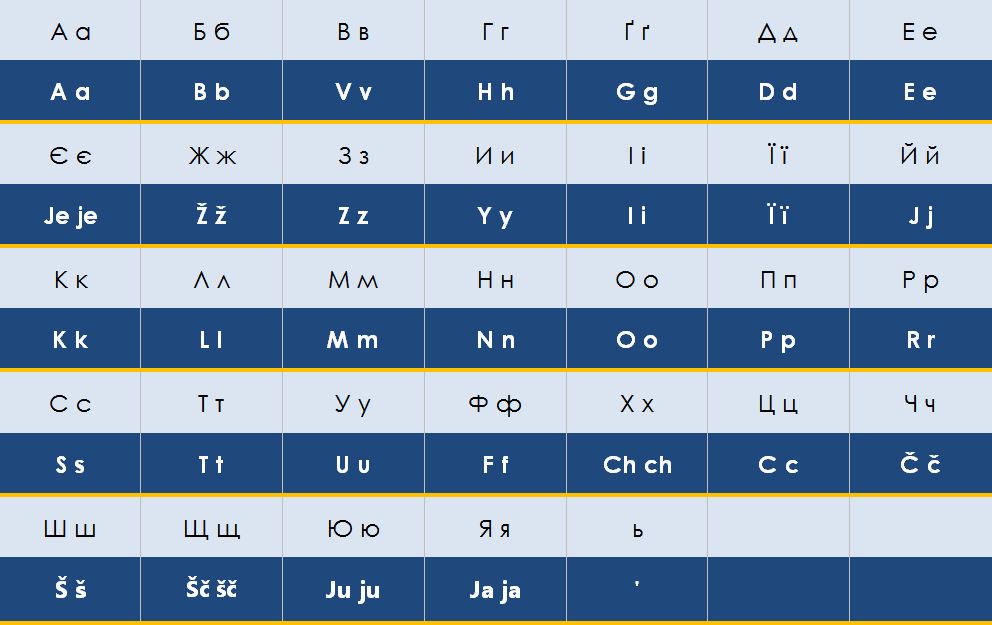 А а Б б В в Г г Ґ ґ Д д Е е
A a B b V v H h G g D d E e
Є є Ж ж З з И и І і Ї ї Й й
Je je Ž ž Z z Y y I i Ï ï J j
К к Л л М м Н н О о П п Р р
K k L l M m N n O o P p R r
С с Т т У у Ф ф Х х Ц ц Ч ч
S s T t U u F f Ch ch C c Č č
Ш ш Щ щ Ю ю Я я ь
Š š Šč šč Ju ju Ja ja '